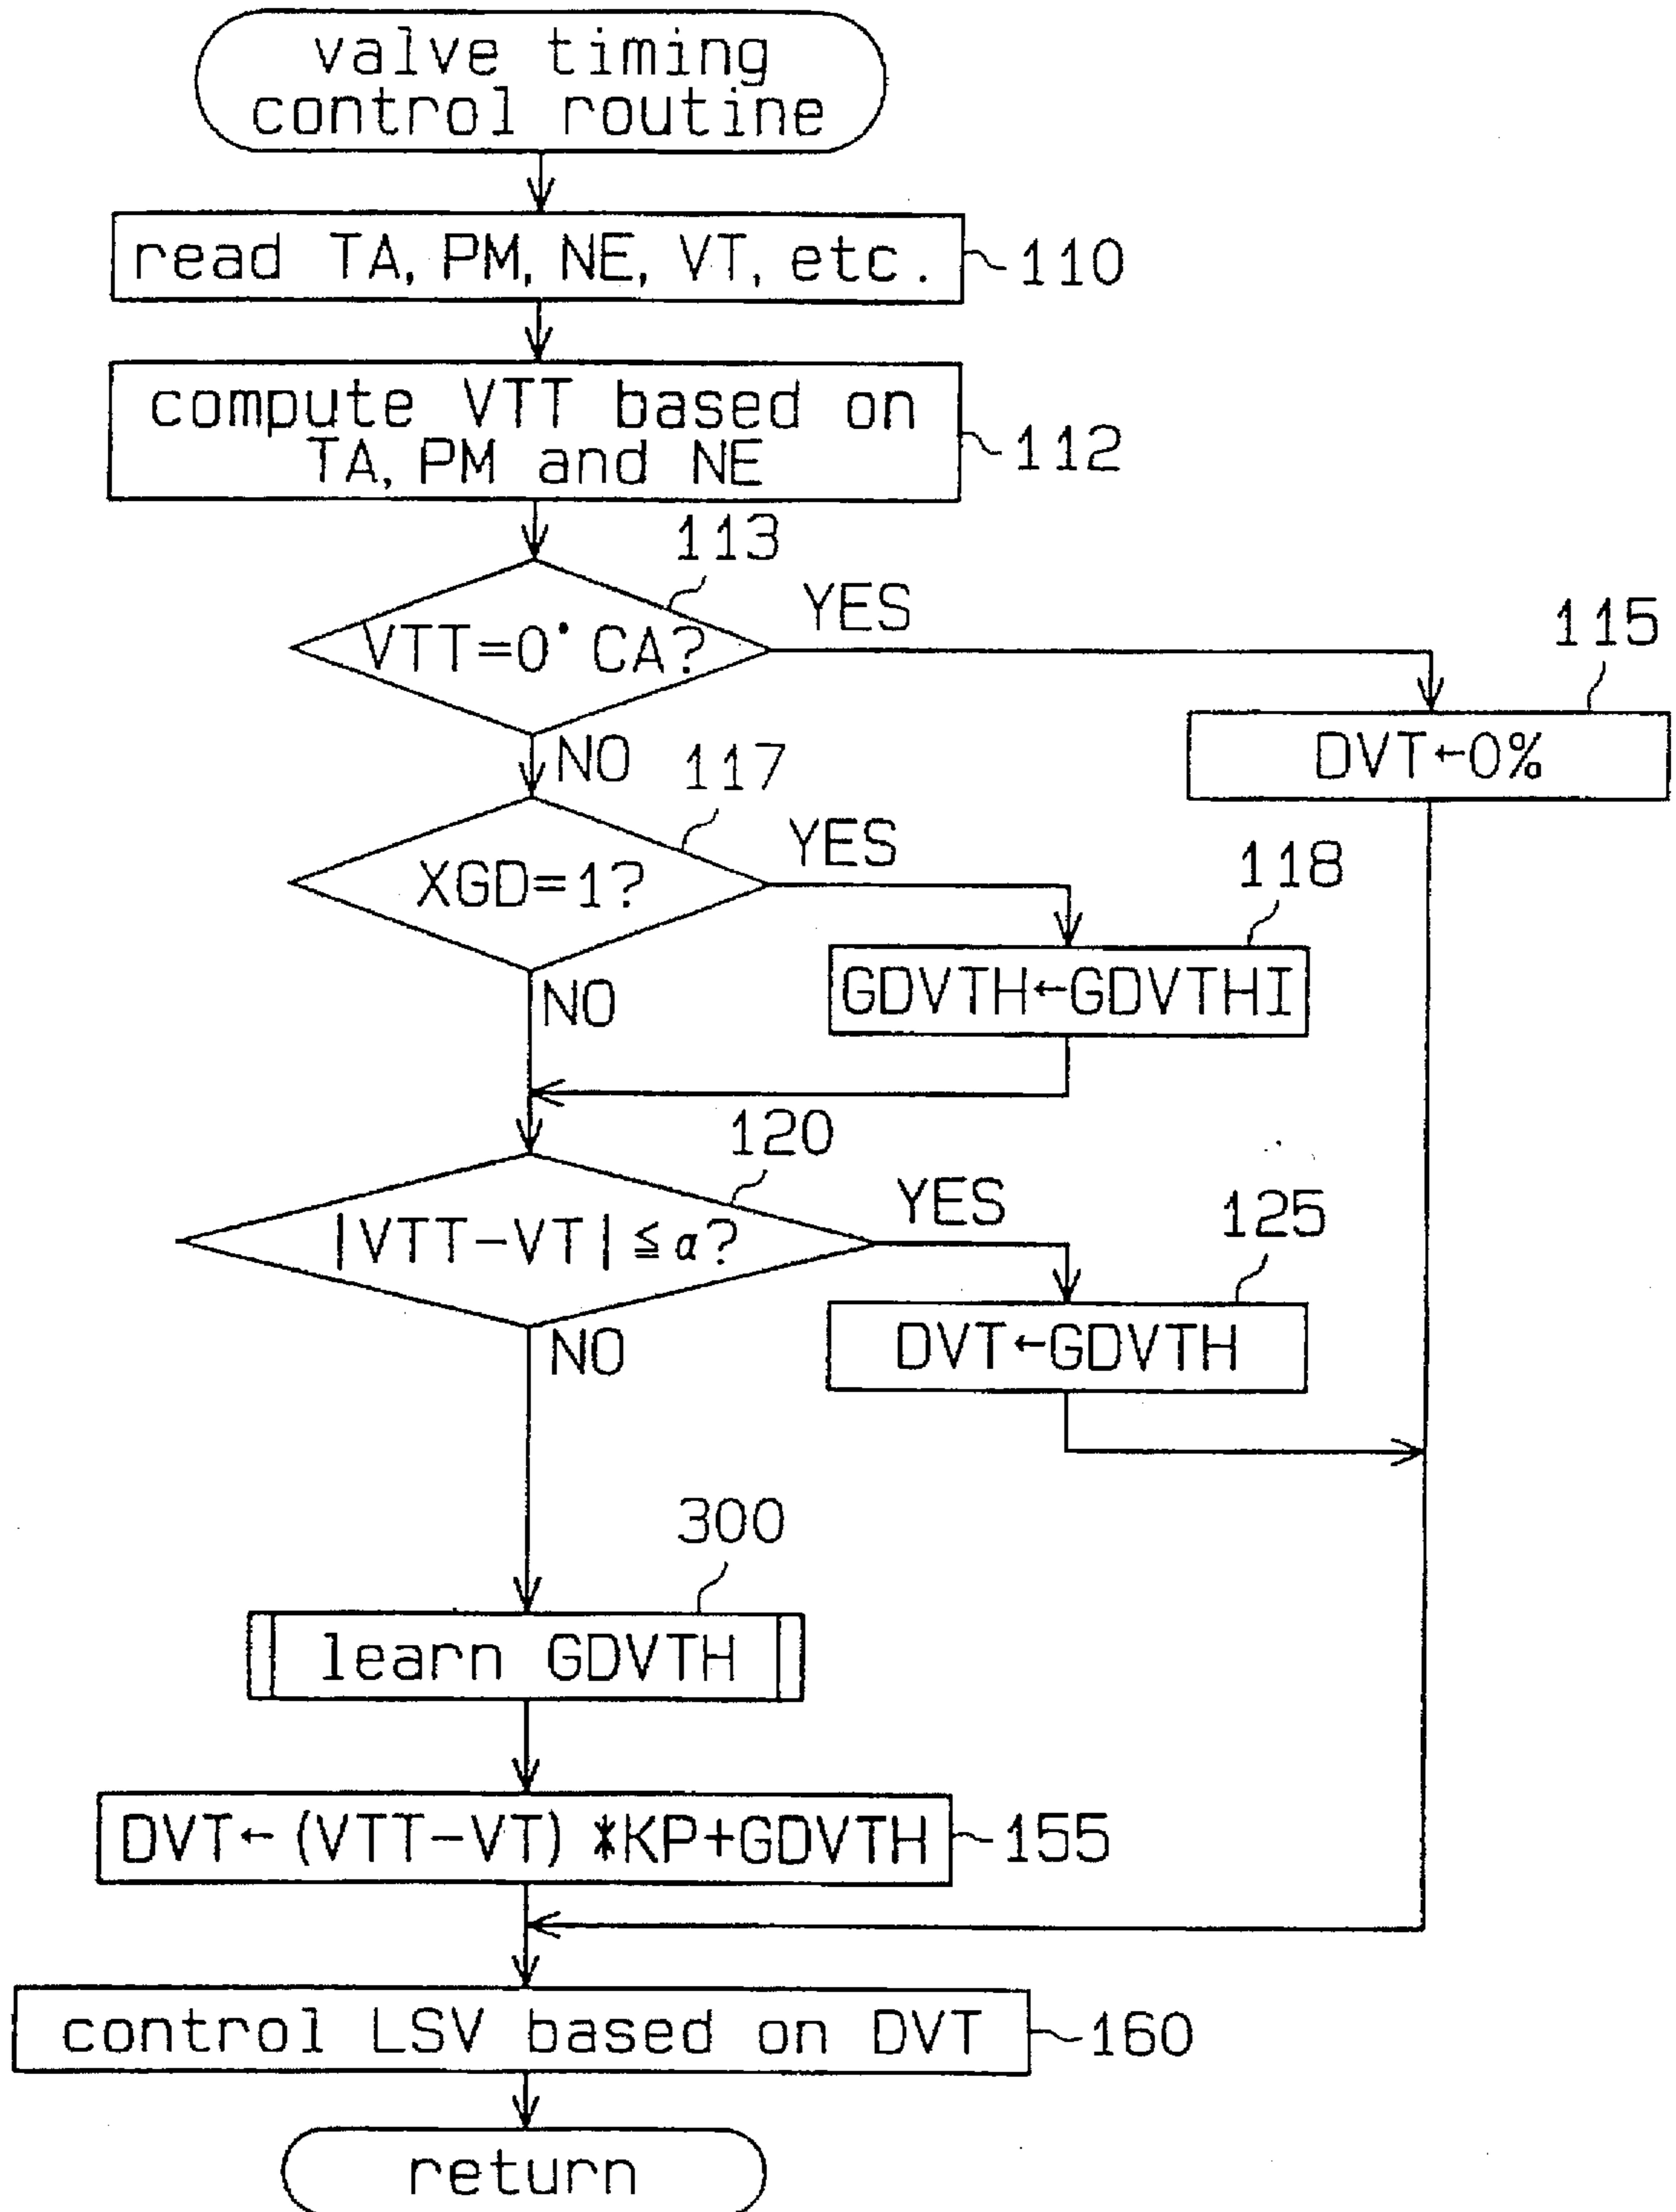 valve timing
control routine
read TA, PM, NE, VT, etc.
110
compute VTT based on
TA, PM and NE
112
113
VTT=0° CA?
YES
115
DVT←0%
NO
117
XGD=1?
YES
118
GDVTH←GDVTHI
NO
120
|VTT-VT|≦α?
YES
125
DVT←GDVTH
NO
300
learn GDVTH
DVT←(VTT-VT) *KP+GDVTH
155
control LSV based on DVT
160
return